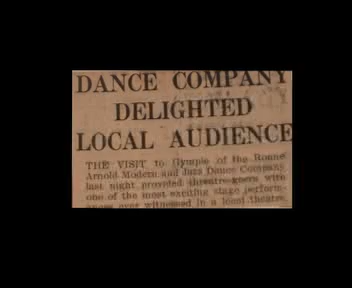 DANCE COMPANY
DELIGHTED
LOCAL AUDIENCE
THE VISIT to Gympie of the Ronne
Arnold Modern and Jazz Dance Company
last night provided theatre-goers with
one of the most exciting stage perform-
ances ever witnessed in a local theatre.